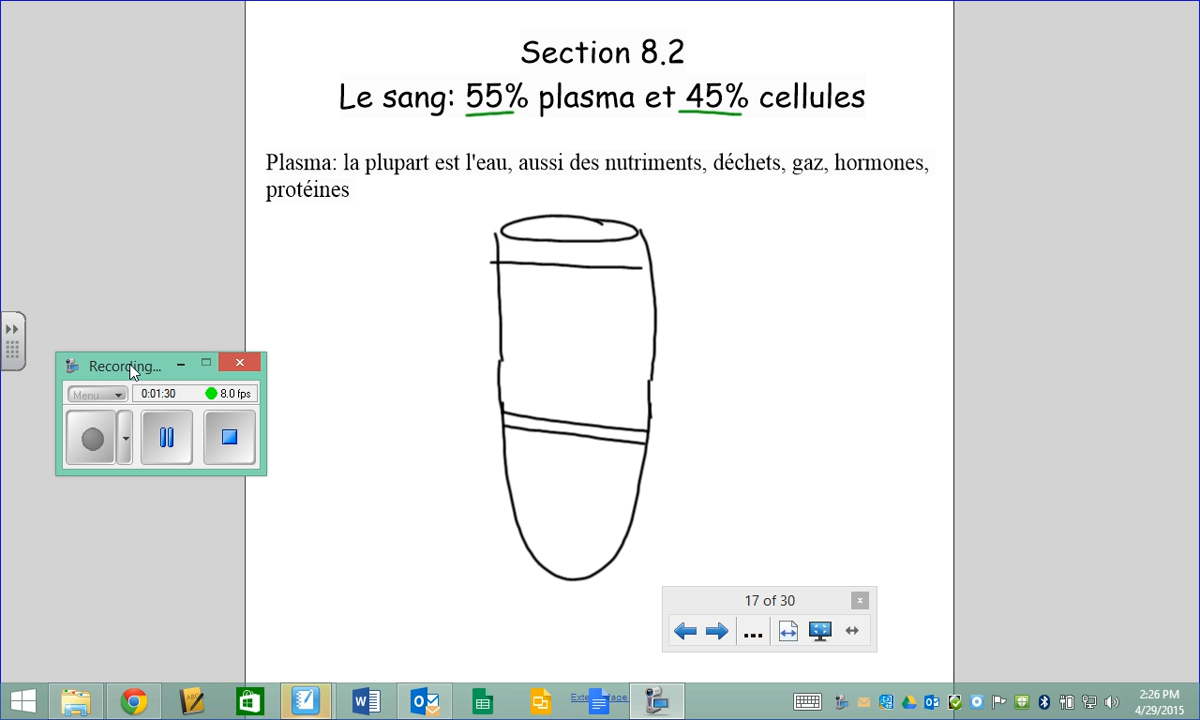 Section 8.2
Le sang: 55% plasma et 45% cellules
Plasma: la plupart est l'eau, aussi des nutriments, déchets, gaz, hormones,
protéines
Recording...
Menu
0:01:30
8.0 fps
17 of 30
...
2:26 PM
4/29/2015